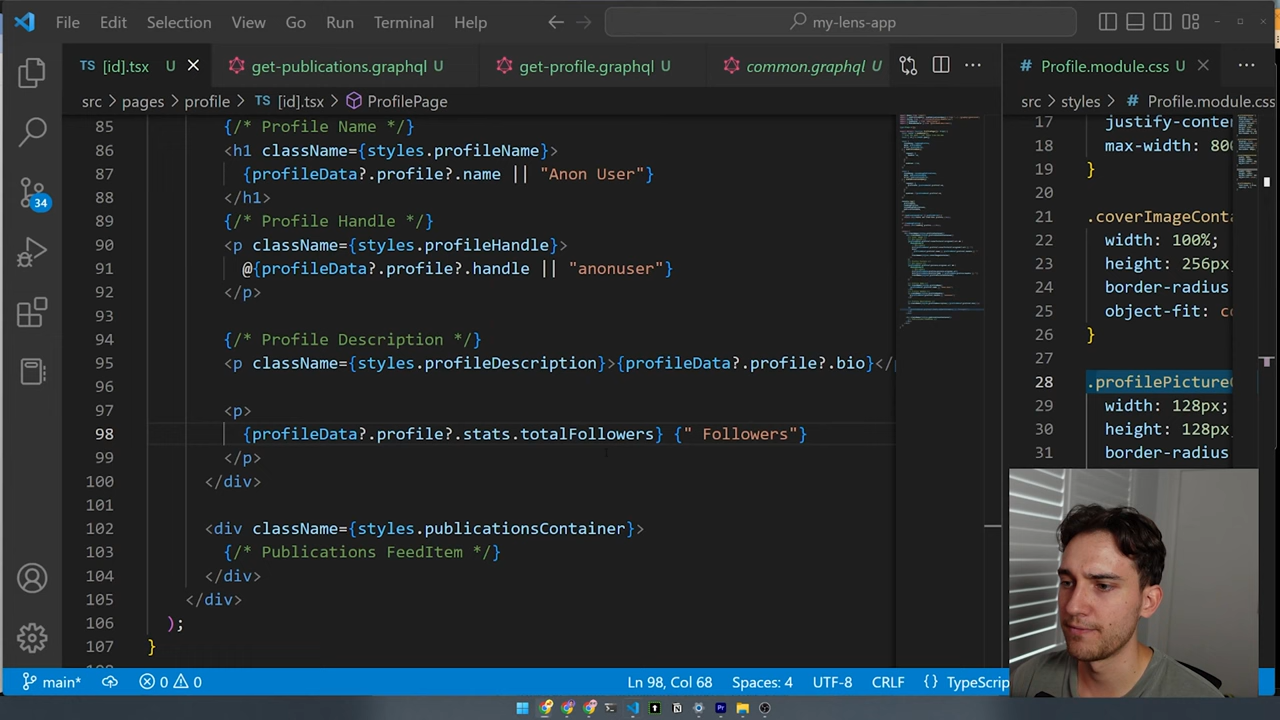 File Edit Selection View Go Run Terminal Help
my-lens-app
TS [id].tsx U
get-publications.graphql U
get-profile.graphql U
common.graphql U
src > pages > profile > TS [id].tsx > ProfilePage
85 {/* Profile Name */}
86 <h1 className={styles.profileName}>
87 {profileData?.profile?.name || "Anon User"}
88 </h1>
89 {/* Profile Handle */}
90 <p className={styles.profileHandle}>
91 @{profileData?.profile?.handle || "anonuser"}
92 </p>
93
94 {/* Profile Description */}
95 <p className={styles.profileDescription}>{profileData?.profile?.bio}</
96
97 <p>
98 {profileData?.profile?.stats.totalFollowers} {" Followers"}
99 </p>
100 </div>
101
102 <div className={styles.publicationsContainer}>
103 {/* Publications FeedItem */}
104 </div>
105 </div>
106 );
107 }
# Profile.module.css U
src > styles > # Profile.module.css
17 justify-conter
18 max-width: 800
19 }
20
21 .coverImageConta
22 width: 100%;
23 height: 256px
24 border-radius
25 object-fit: co
26 }
27
28 .profilePictureC
29 width: 128px;
30 height: 128px
31 border-radius
34
main* 0 0 Ln 98, Col 68 Spaces: 4 UTF-8 CRLF {} TypeScrip